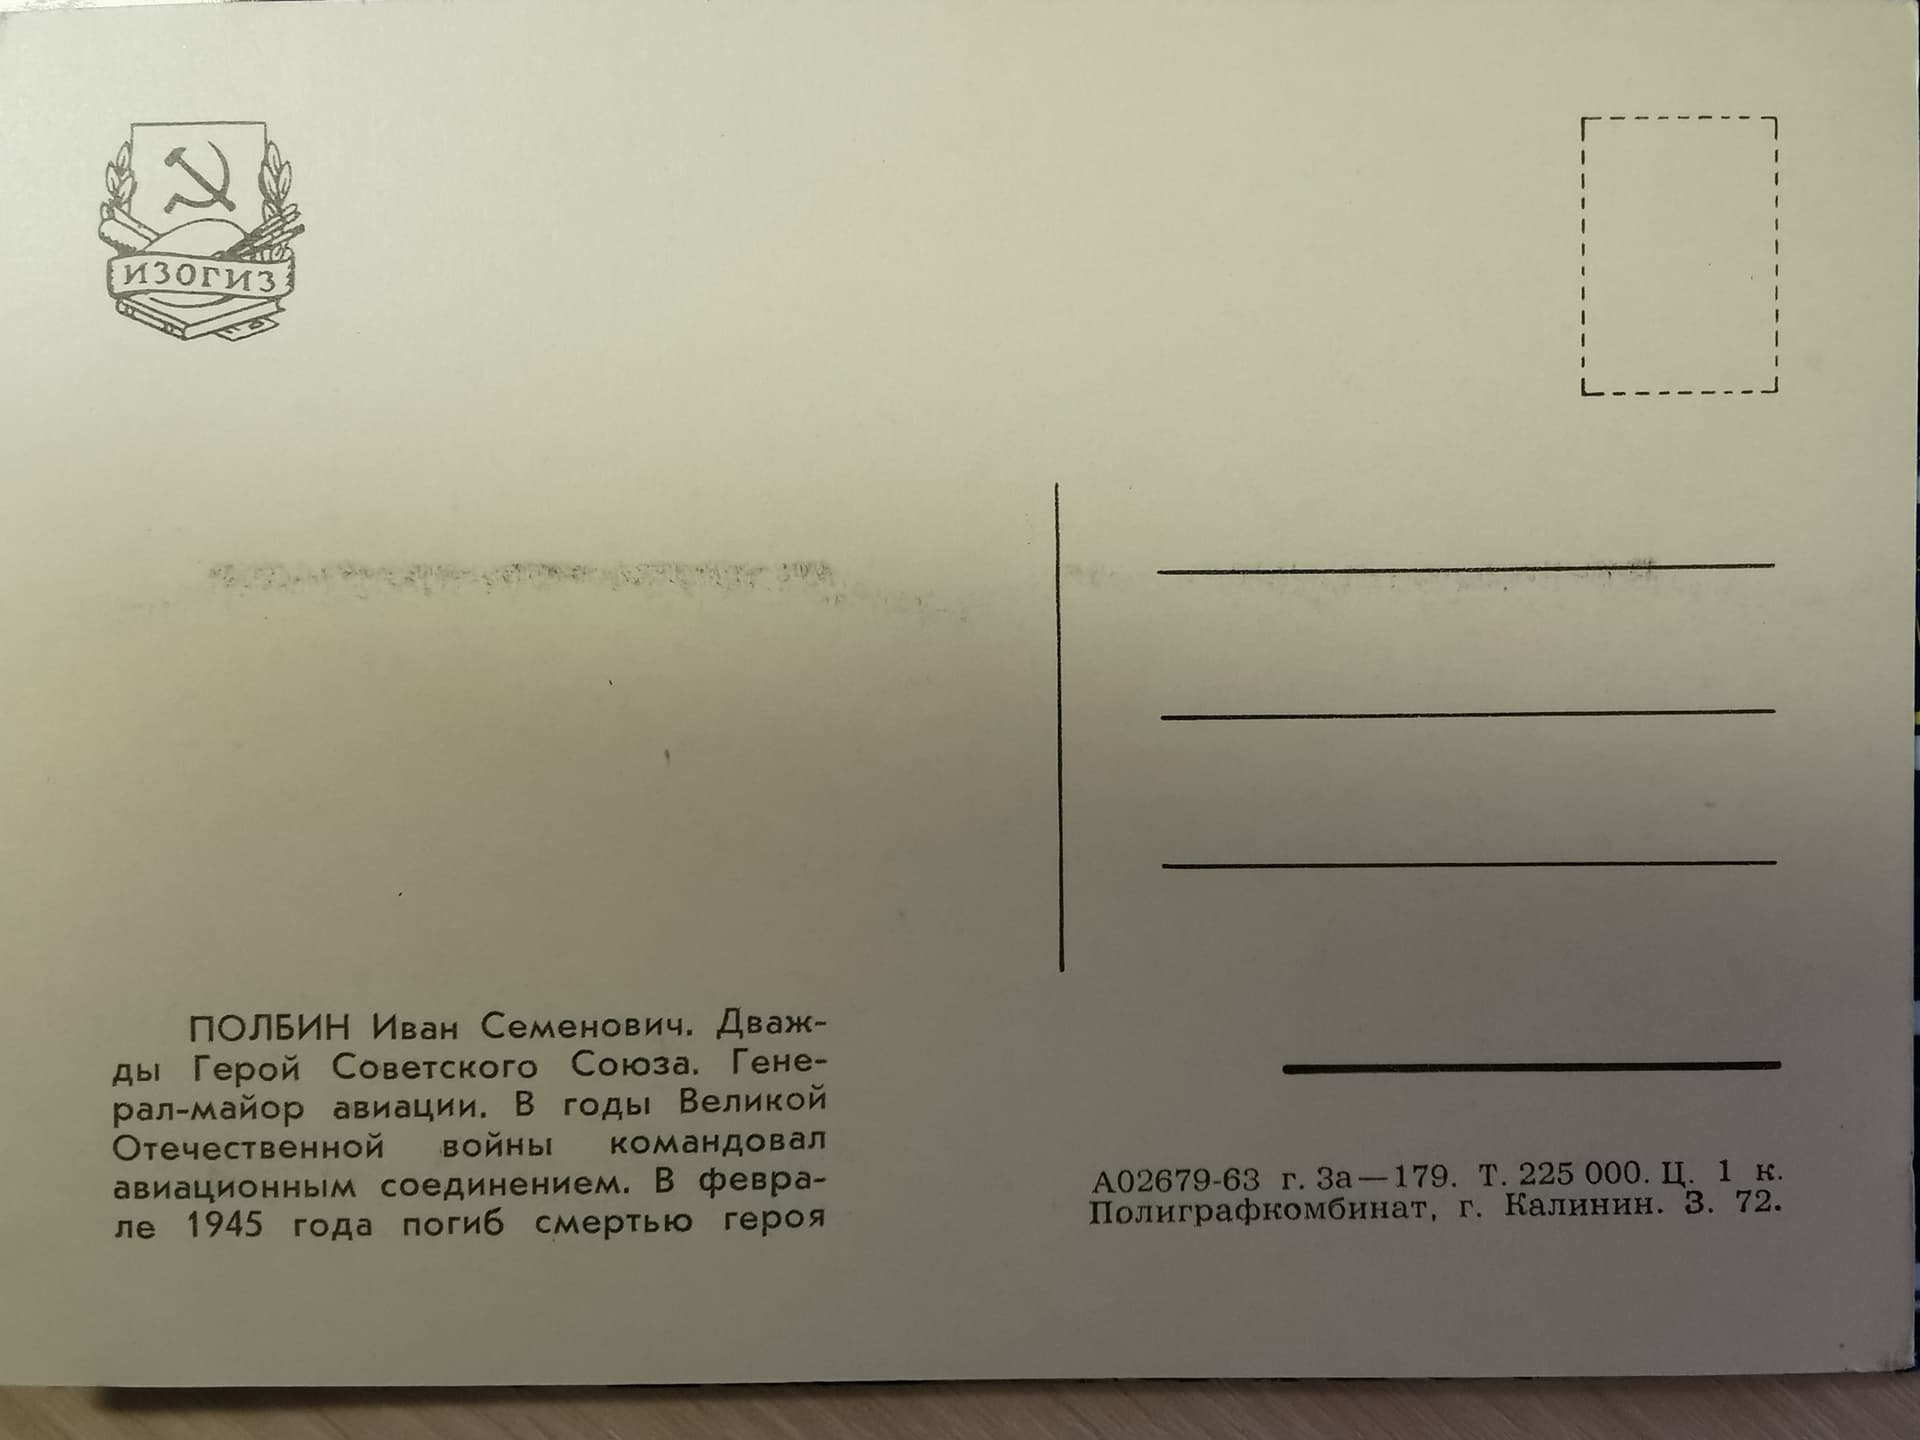 ИЗОГИЗ
ПОЛБИН Иван Семенович. Дваж-
ды Герой Советского Союза. Гене-
рал-майор авиации. В годы Великой
Отечественной войны командовал
авиационным соединением. В февра-
ле 1945 года погиб смертью героя
А02679-63 г. За—179. Т. 225 000. Ц. 1 к.
Полиграфкомбинат, г. Калинин. З. 72.